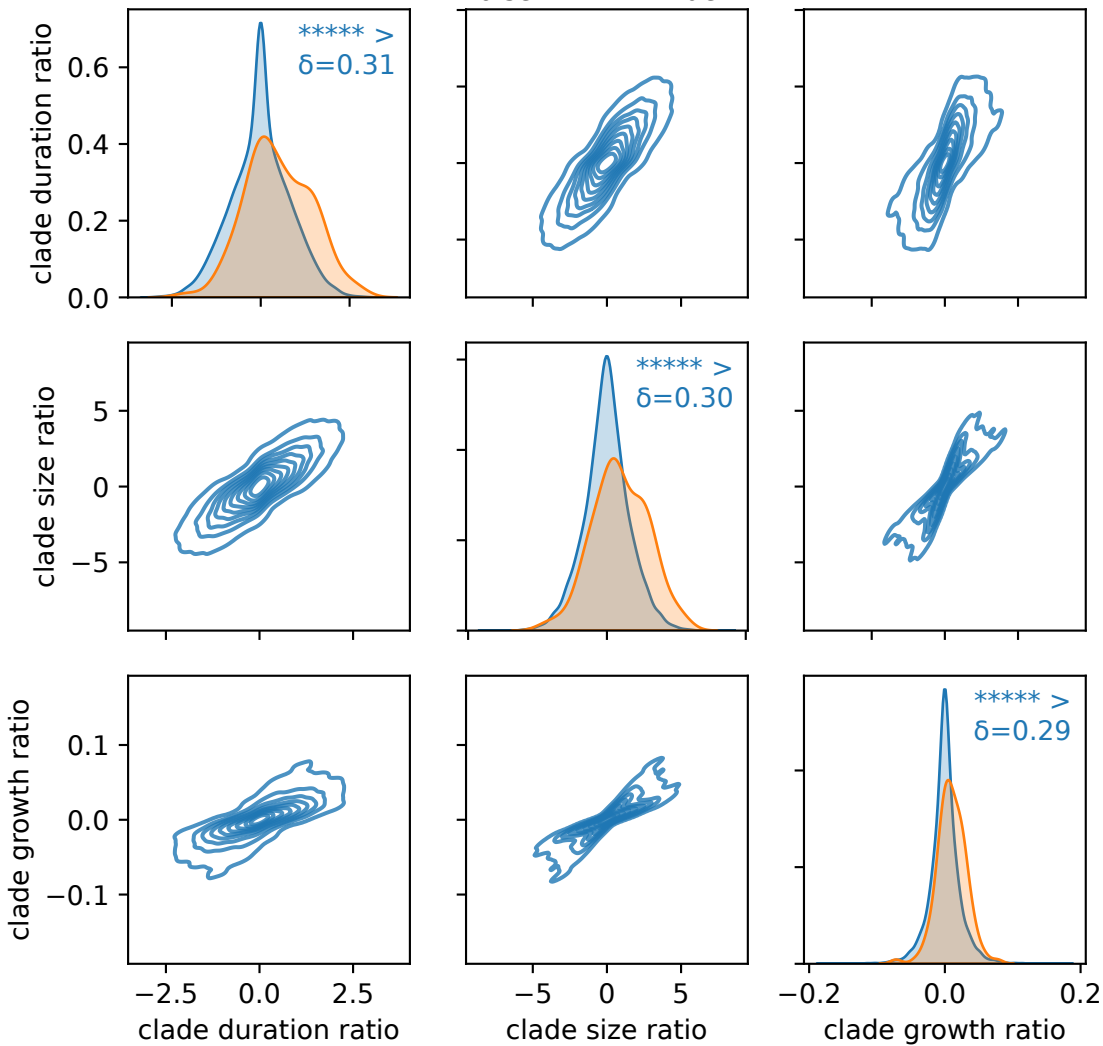 clade duration ratio
0.6
0.4
0.2
0.0
***** >
δ=0.31
clade size ratio
5
0
−5
***** >
δ=0.30
clade growth ratio
0.1
0.0
−0.1
***** >
δ=0.29
−2.5 0.0 2.5
−5 0 5
−0.2 0.0 0.2
clade duration ratio
clade size ratio
clade growth ratio